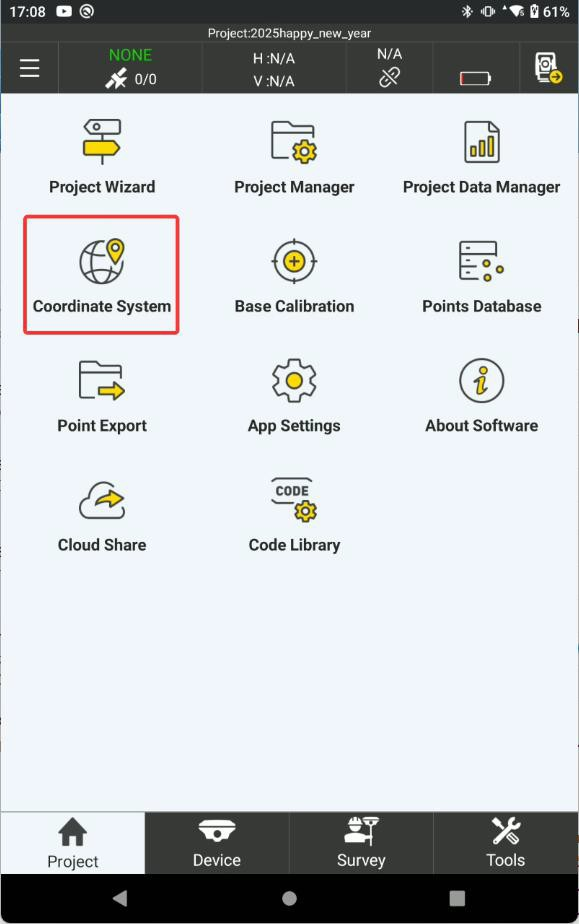 17:08 61%
Project:2025happy_new_year
NONE
0/0
H :N/A
V :N/A
N/A
Project Wizard Project Manager Project Data Manager
Coordinate System Base Calibration Points Database
Point Export App Settings About Software
CODE
Cloud Share Code Library
Project Device Survey Tools